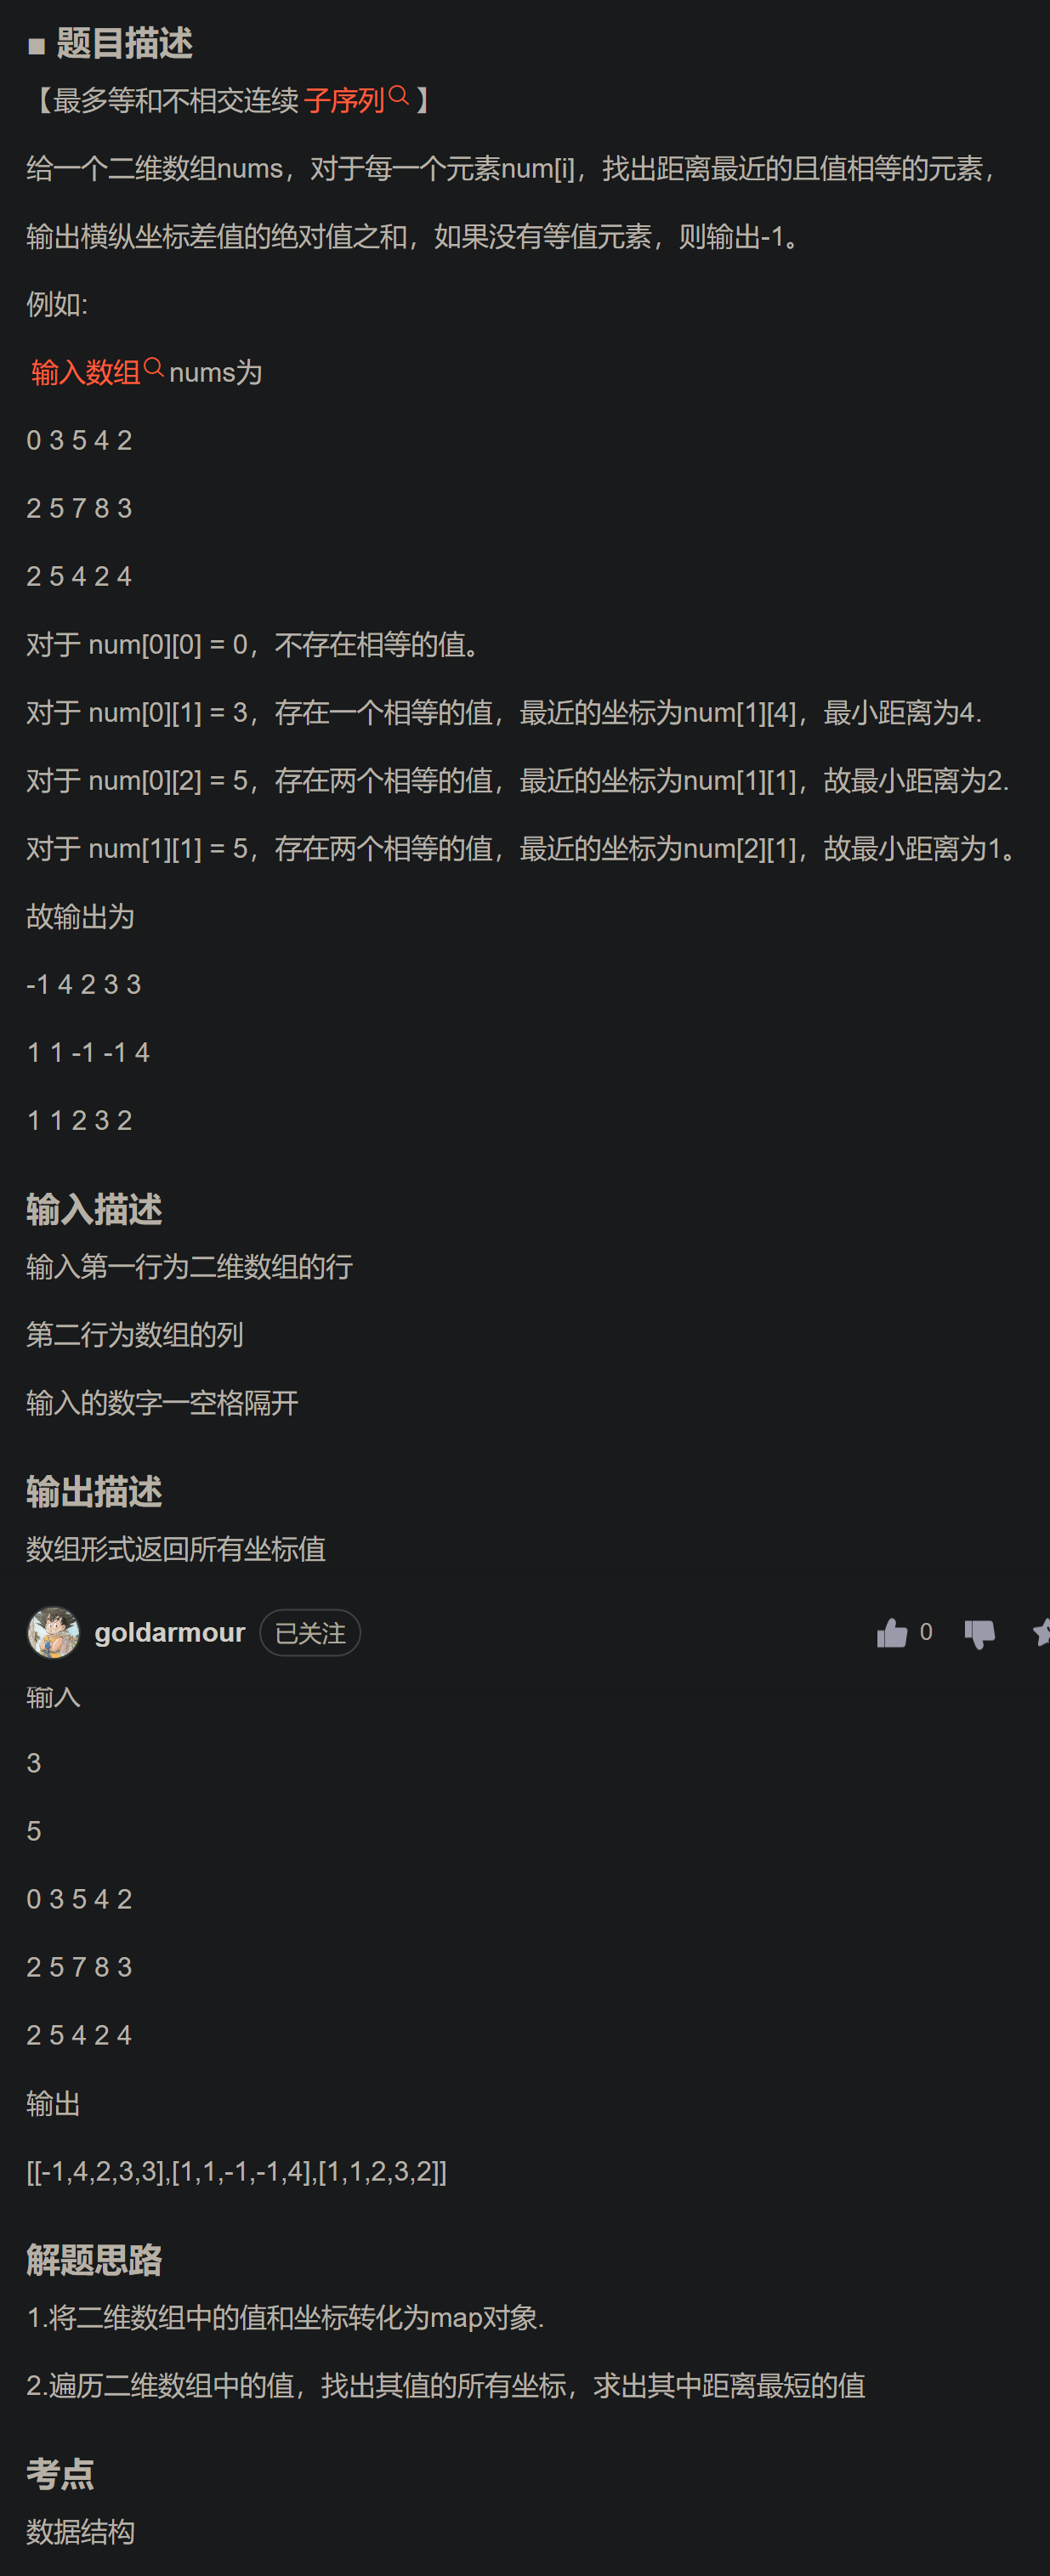 ■ 题目描述
【最多等和不相交连续 子序列 】
给一个二维数组nums，对于每一个元素num[i]，找出距离最近的且值相等的元素，
输出横纵坐标差值的绝对值之和，如果没有等值元素，则输出-1。
例如:
输入数组 nums为
0 3 5 4 2
2 5 7 8 3
2 5 4 2 4
对于 num[0][0] = 0，不存在相等的值。
对于 num[0][1] = 3，存在一个相等的值，最近的坐标为num[1][4]，最小距离为4.
对于 num[0][2] = 5，存在两个相等的值，最近的坐标为num[1][1]，故最小距离为2.
对于 num[1][1] = 5，存在两个相等的值，最近的坐标为num[2][1]，故最小距离为1。
故输出为
-1 4 2 3 3
1 1 -1 -1 4
1 1 2 3 2
输入描述
输入第一行为二维数组的行
第二行为数组的列
输入的数字一空格隔开
输出描述
数组形式返回所有坐标值
goldarmour 已关注 0
输入
3
5
0 3 5 4 2
2 5 7 8 3
2 5 4 2 4
输出
[[-1,4,2,3,3],[1,1,-1,-1,4],[1,1,2,3,2]]
解题思路
1.将二维数组中的值和坐标转化为map对象.
2.遍历二维数组中的值，找出其值的所有坐标，求出其中距离最短的值
考点
数据结构